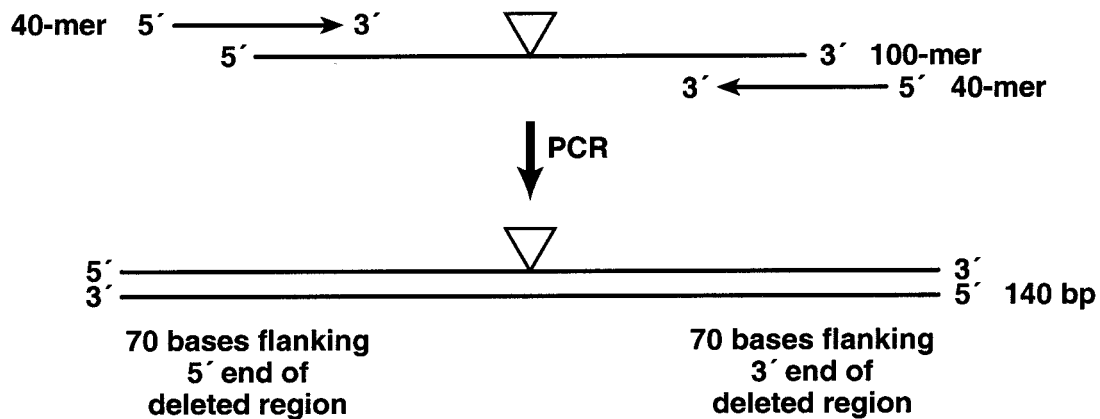 40-mer 5´ 3´
5´ 3´ 100-mer
3´ 5´ 40-mer
PCR
5´ 3´
3´ 5´ 140 bp
70 bases flanking
5´ end of
deleted region
70 bases flanking
3´ end of
deleted region